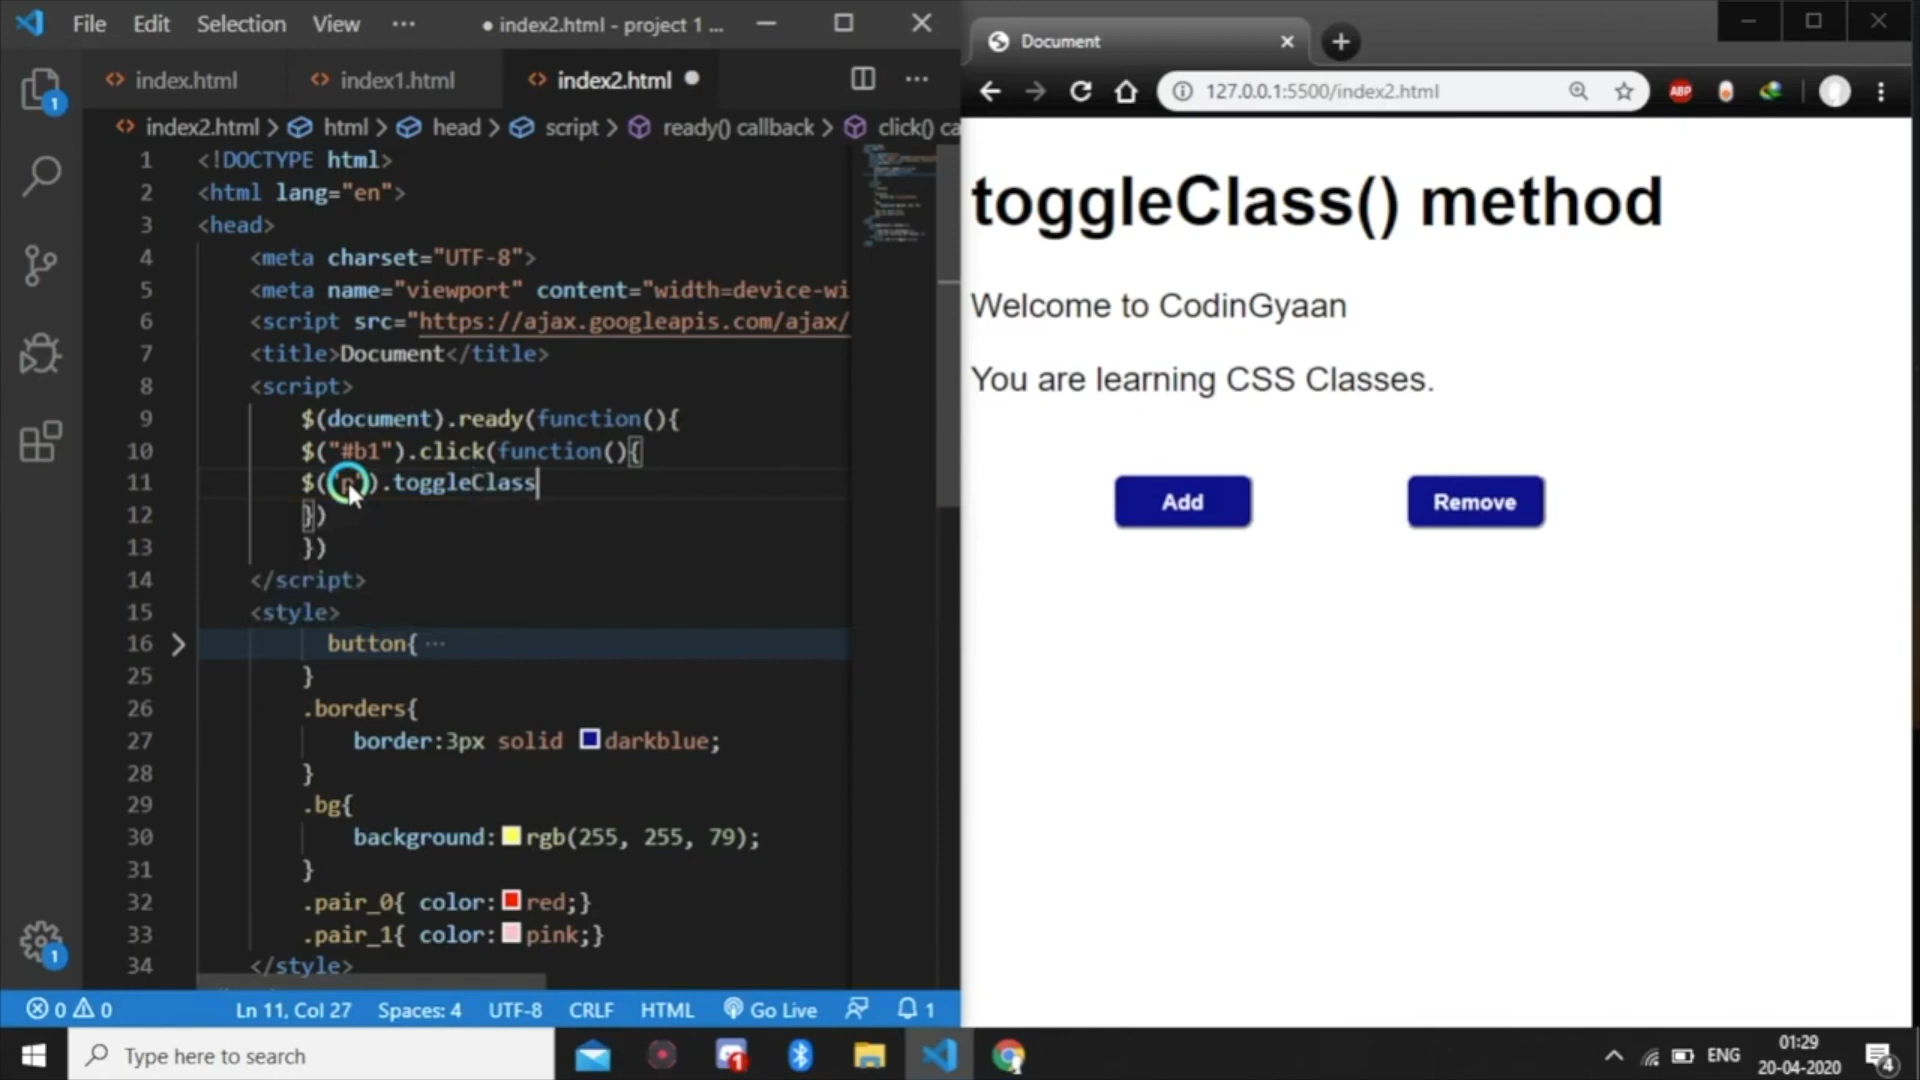 File Edit Selection View ··· ● index2.html - project 1 ...
index.html index1.html index2.html ●
index2.html > html > head > script > ready() callback > click() ca
1 <!DOCTYPE html>
2 <html lang="en">
3 <head>
4 <meta charset="UTF-8">
5 <meta name="viewport" content="width=device-wi
6 <script src="https://ajax.googleapis.com/ajax/
7 <title>Document</title>
8 <script>
9 $(document).ready(function(){
10 $("#b1").click(function(){
11 $("p").toggleClass
12 })
13 })
14 </script>
15 <style>
16 button{ ···
25 }
26 .borders{
27 border:3px solid darkblue;
28 }
29 .bg{
30 background: rgb(255, 255, 79);
31 }
32 .pair_0{ color: red;}
33 .pair_1{ color: pink;}
34 </style>
1
1
0 0 Ln 11, Col 27 Spaces: 4 UTF-8 CRLF HTML Go Live 1
Document
127.0.0.1:5500/index2.html
ABP
toggleClass() method
Welcome to CodinGyaan
You are learning CSS Classes.
Add Remove
Type here to search
1
ENG
01:29
20-04-2020
4